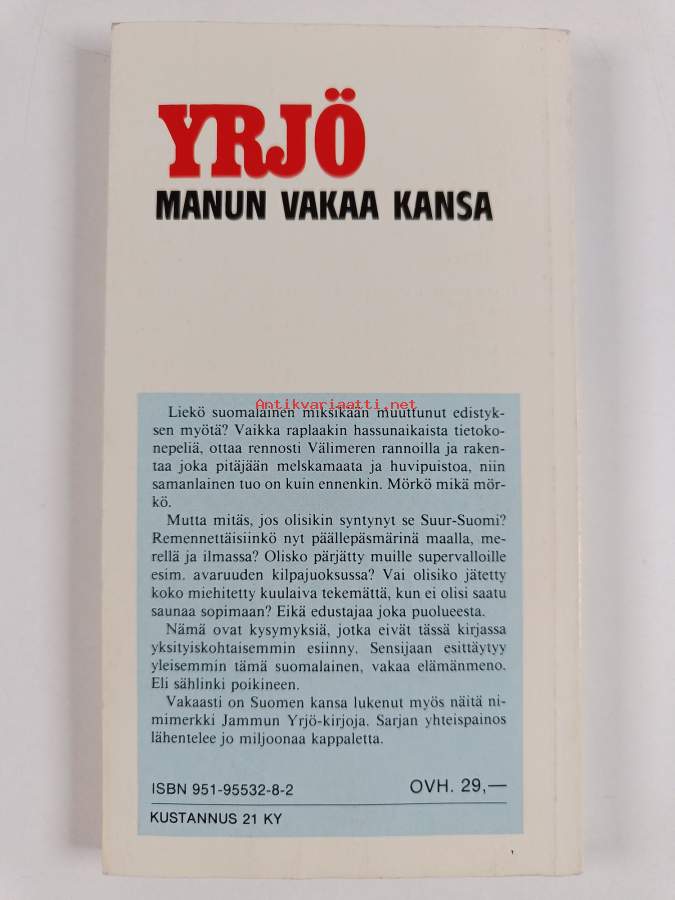 YRJÖ
MANUN VAKAA KANSA
Antikvariaatti.net
Liekö suomalainen miksikään muuttunut edistyk-
sen myötä? Vaikka raplaakin hassunaikaista tietoko-
nepeliä, ottaa rennosti Välimeren rannoilla ja raken-
taa joka pitäjään melskamaata ja huvipuistoa, niin
samanlainen tuo on kuin ennenkin. Mörkö mikä mör-
kö.
Mutta mitäs, jos olisikin syntynyt se Suur-Suomi?
Remennettäisiinkö nyt päällepäsmärinä maalla, me-
rellä ja ilmassa? Olisko pärjätty muille supervalloille
esim. avaruuden kilpajuoksussa? Vai olisiko jätetty
koko miehitetty kuulaiva tekemättä, kun ei olisi saatu
saunaa sopimaan? Eikä edustajaa joka puolueesta.
Nämä ovat kysymyksiä, jotka eivät tässä kirjassa
yksityiskohtaisemmin esiinny. Sensijaan esittäytyy
yleisemmin tämä suomalainen, vakaa elämänmeno.
Eli sählinki poikineen.
Vakaasti on Suomen kansa lukenut myös näitä ni-
mimerkki Jammun Yrjö-kirjoja. Sarjan yhteispainos
lähentelee jo miljoonaa kappaletta.
ISBN 951-95532-8-2
OVH. 29,—
KUSTANNUS 21 KY